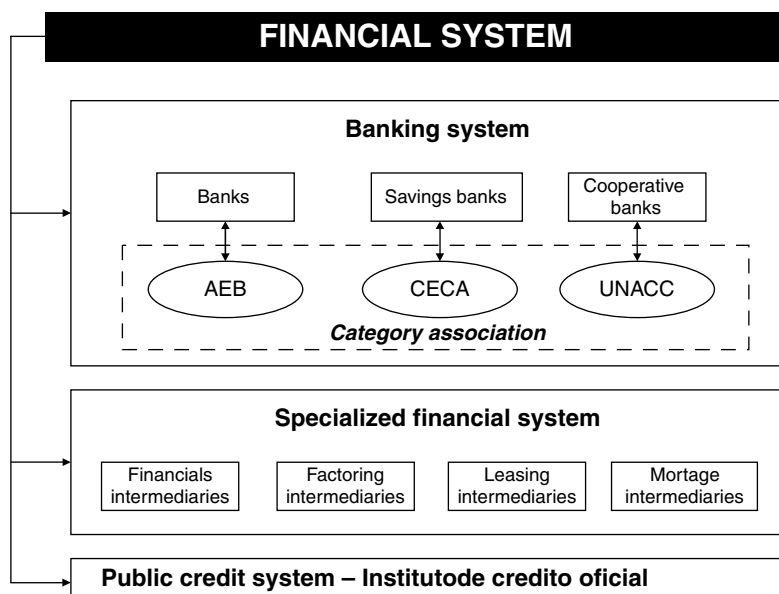 FINANCIAL SYSTEM
Banking system
Banks
Savings banks
Cooperative
banks
AEB
CECA
UNACC
Category association
Specialized financial system
Financials
intermediaries
Factoring
intermediaries
Leasing
intermediaries
Mortage
intermediaries
Public credit system – Institutode credito oficial